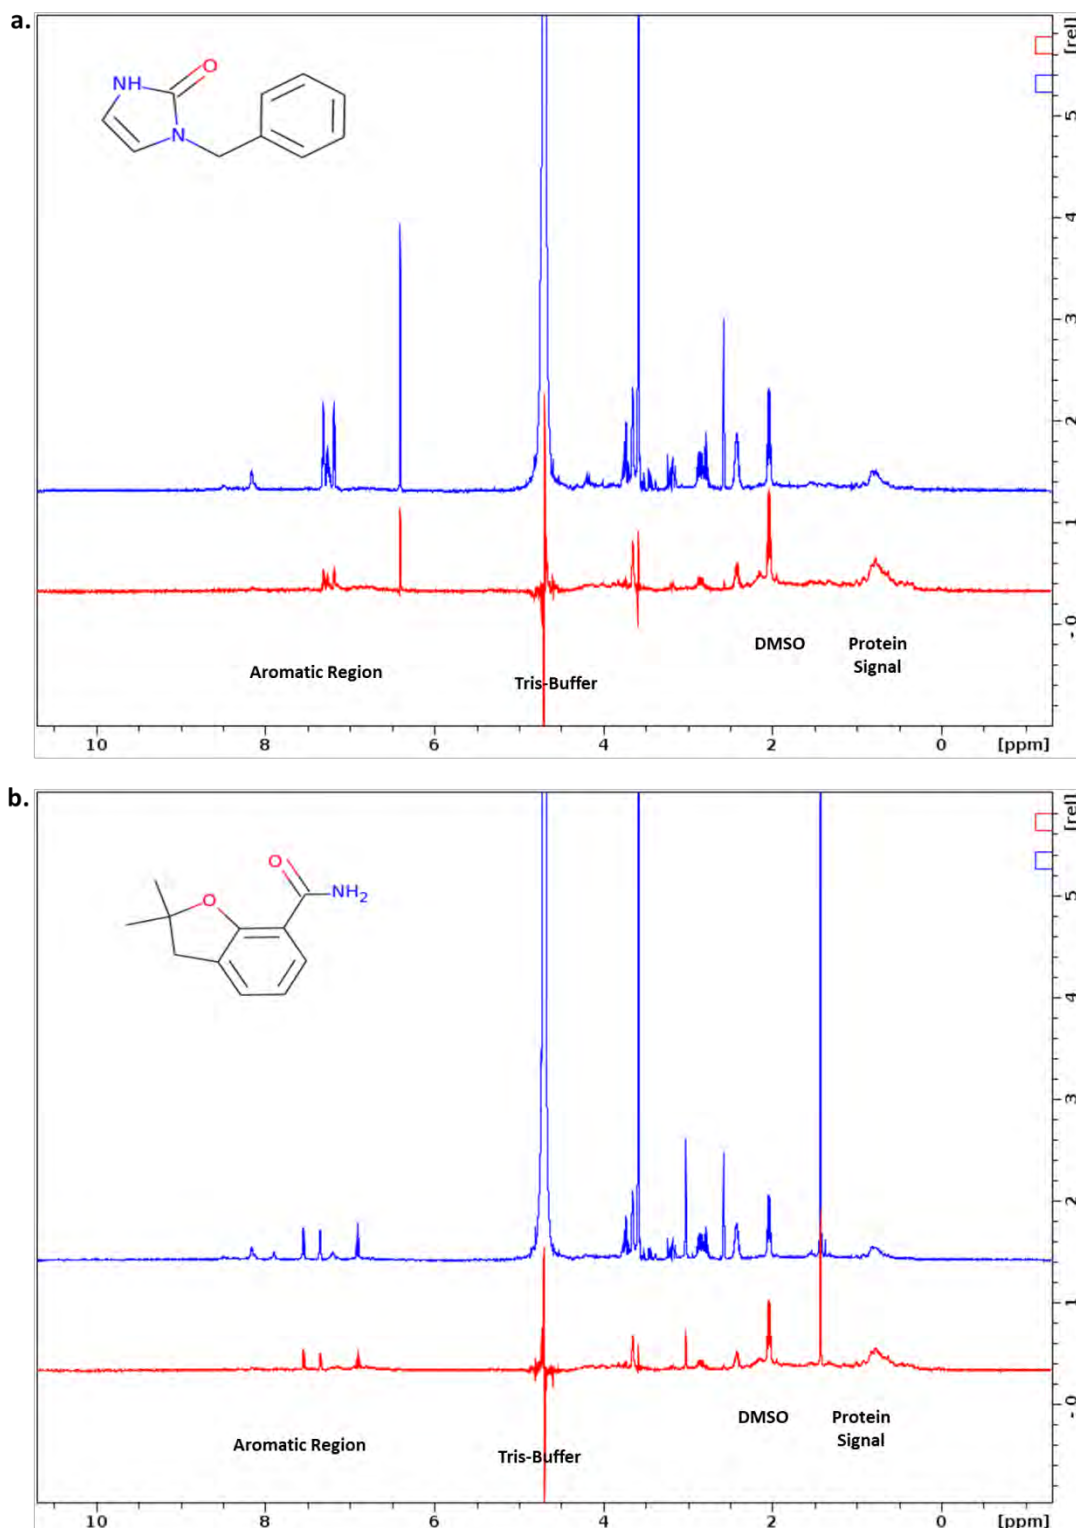 a.
[rel]
NH
O
N
5
4
3
2
1
- 0
DMSO
Protein
Signal
Aromatic Region
Tris-Buffer
10
8
6
4
2
0
[ppm]
b.
[rel]
O
O
NH2
5
4
3
2
1
- 0
DMSO
Protein
Signal
Aromatic Region
Tris-Buffer
10
8
6
4
2
0
[ppm]